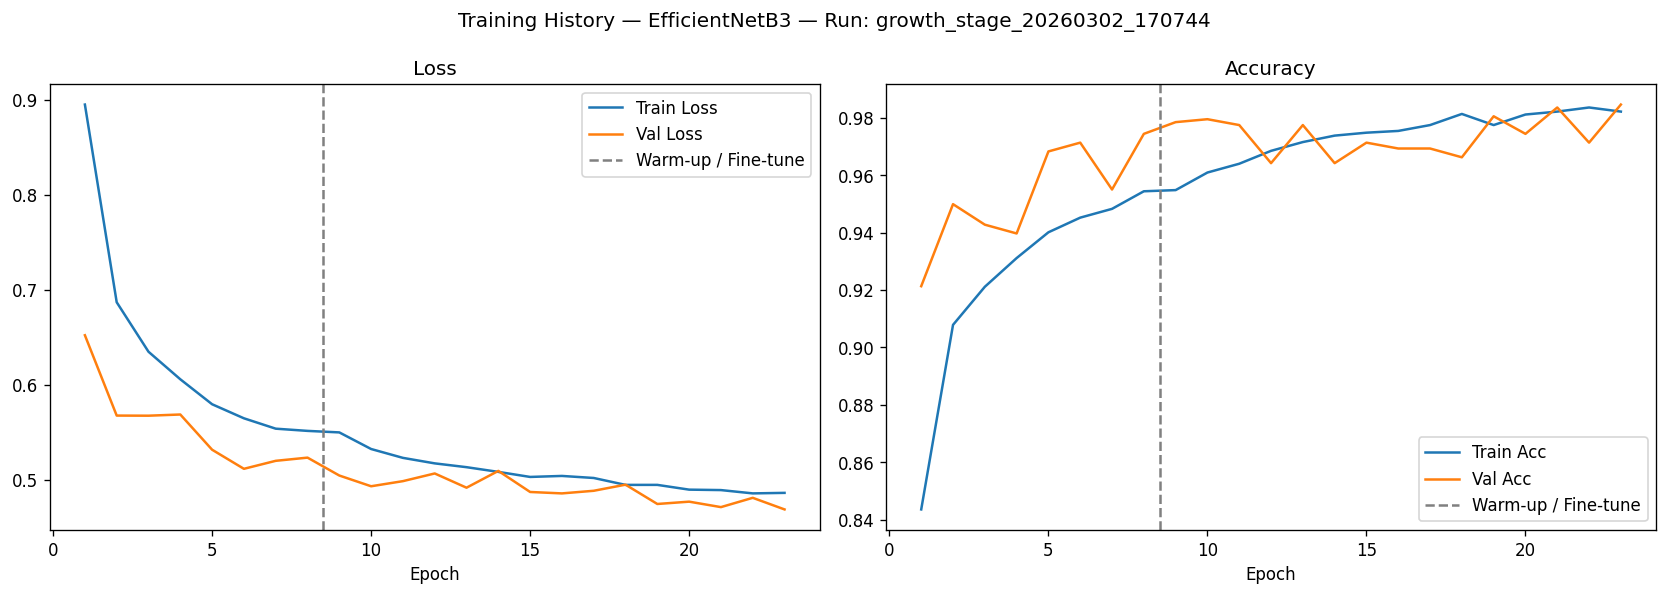 Training History — EfficientNetB3 — Run: growth_stage_20260302_170744
Loss
0.9
0.8
0.7
0.6
0.5
Train Loss
Val Loss
Warm-up / Fine-tune
0
5
10
15
20
Epoch
Accuracy
0.98
0.96
0.94
0.92
0.90
0.88
0.86
0.84
Train Acc
Val Acc
Warm-up / Fine-tune
0
5
10
15
20
Epoch